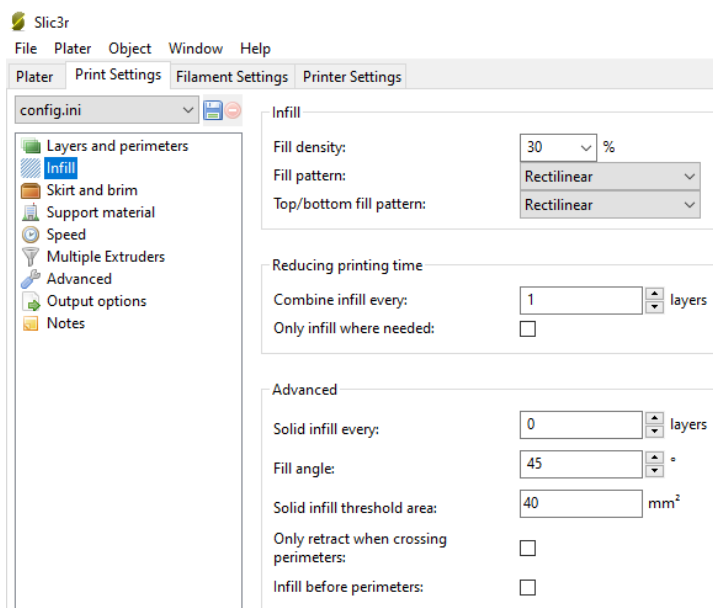 Slic3r
File Plater Object Window Help
Plater Print Settings Filament Settings Printer Settings
config.ini
Layers and perimeters
Infill
Skirt and brim
Support material
Speed
Multiple Extruders
Advanced
Output options
Notes
Infill
Fill density: 30 %
Fill pattern: Rectilinear
Top/bottom fill pattern: Rectilinear
Reducing printing time
Combine infill every: 1 layers
Only infill where needed:
Advanced
Solid infill every: 0 layers
Fill angle: 45 °
Solid infill threshold area: 40 mm²
Only retract when crossing
perimeters:
Infill before perimeters: